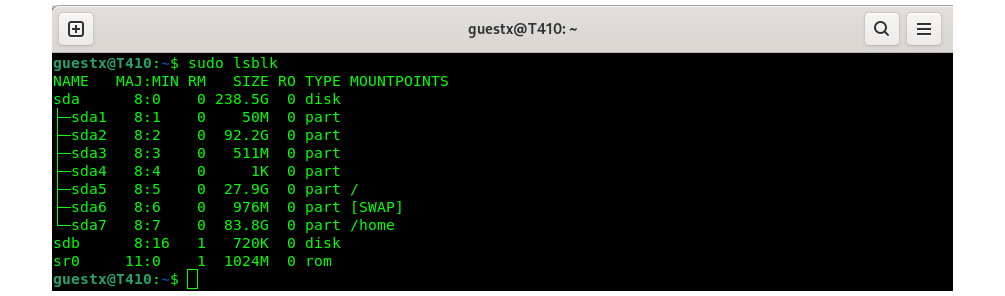 guestx@T410: ~
guestx@T410:~$ sudo lsblk
NAME   MAJ:MIN RM   SIZE RO TYPE MOUNTPOINTS
sda      8:0    0 238.5G  0 disk
├─sda1   8:1    0    50M  0 part
├─sda2   8:2    0  92.2G  0 part
├─sda3   8:3    0   511M  0 part
├─sda4   8:4    0     1K  0 part
├─sda5   8:5    0  27.9G  0 part /
├─sda6   8:6    0   976M  0 part [SWAP]
└─sda7   8:7    0  83.8G  0 part /home
sdb      8:16   1   720K  0 disk
sr0     11:0    1  1024M  0 rom
guestx@T410:~$